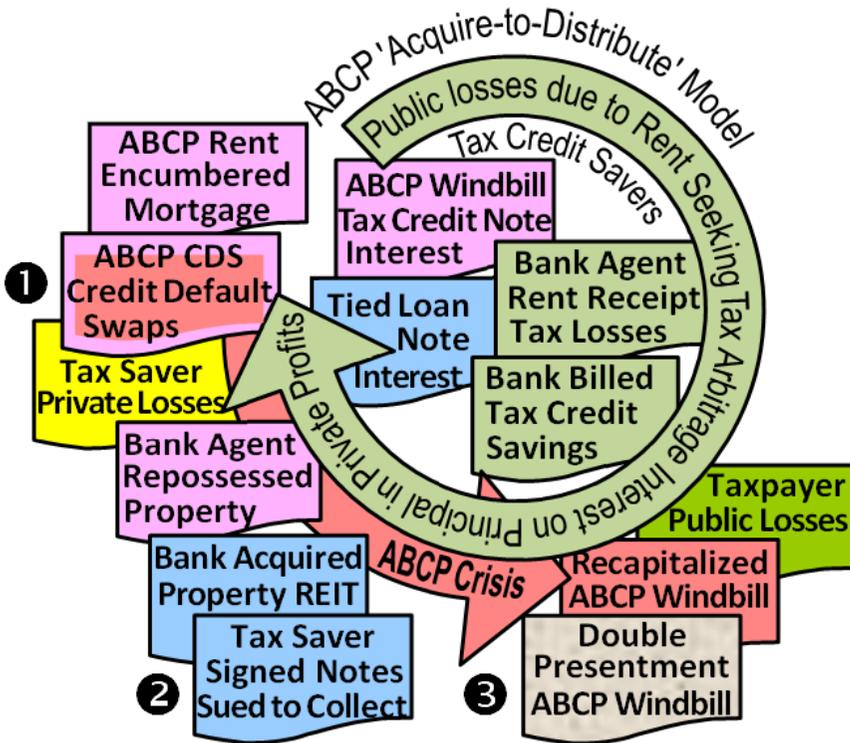 ABCP 'Acquire-to-Distribute' Model
Public losses due to Rent Seeking Tax Arbitrage Interest on Principal in Private Profits
Tax Credit Savers
ABCP Rent
Encumbered
Mortgage
ABCP Windbill
Tax Credit Note
Interest
❶
ABCP CDS
Credit Default
Swaps
Bank Agent
Rent Receipt
Tax Losses
Tied Loan
Note
Interest
Tax Saver
Private Losses
Bank Billed
Tax Credit
Savings
Bank Agent
Repossessed
Property
Taxpayer
Public Losses
ABCP Crisis
Bank Acquired
Property REIT
Recapitalized
ABCP Windbill
❷
Tax Saver
Signed Notes
Sued to Collect
❸
Double
Presentment
ABCP Windbill